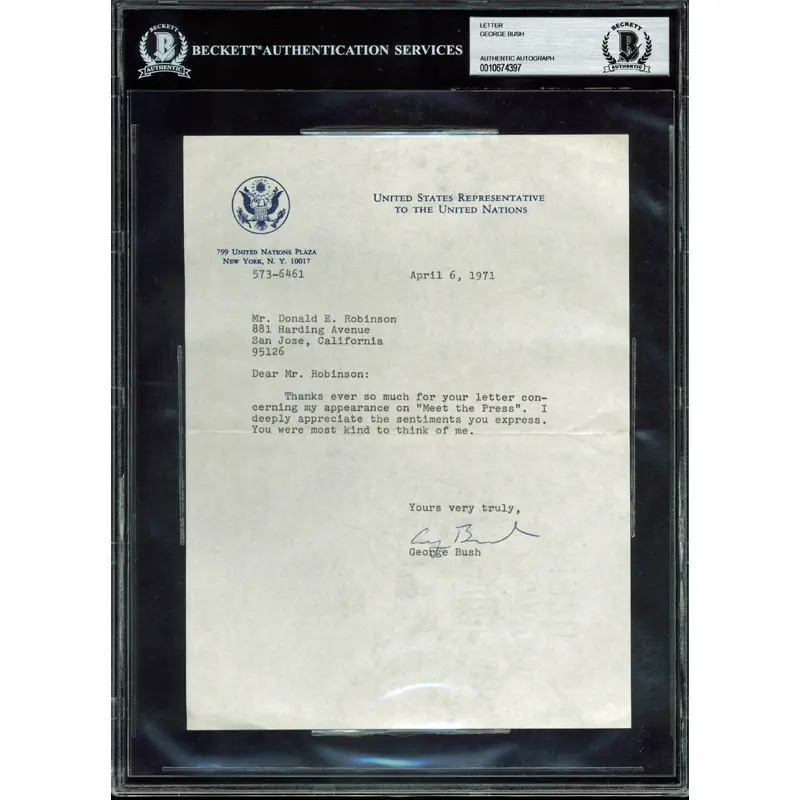 BECKETT
AUTHENTIC
BECKETT® AUTHENTICATION SERVICES
LETTER
GEORGE BUSH
AUTHENTIC AUTOGRAPH
0010674397
BECKETT
AUTHENTIC
UNITED STATES REPRESENTATIVE
TO THE UNITED NATIONS
799 UNITED NATIONS PLAZA
NEW YORK, N. Y. 10017
573-6461
April 6, 1971
Mr. Donald E. Robinson
881 Harding Avenue
San Jose, California
95126
Dear Mr. Robinson:
Thanks ever so much for your letter con-
cerning my appearance on "Meet the Press". I
deeply appreciate the sentiments you express.
You were most kind to think of me.
Yours very truly,
G Bush
George Bush